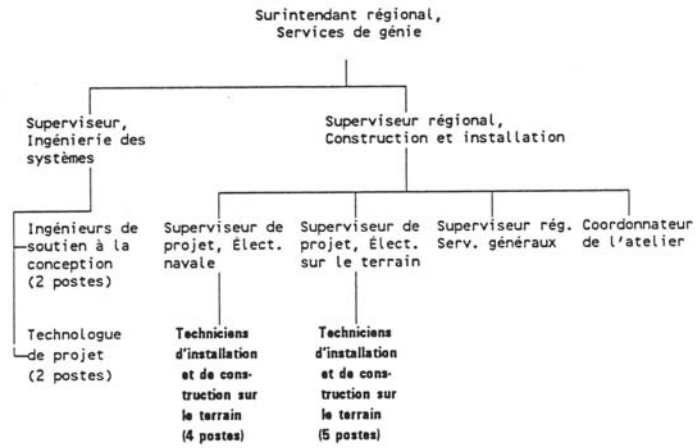 Surintendant régional,
Services de génie
Superviseur,
Ingénierie des
systèmes
Superviseur régional,
Construction et installation
Ingénieurs de
soutien à la
conception
(2 postes)
Superviseur de
projet, Élect.
navale
Superviseur de
projet, Élect.
sur le terrain
Superviseur rég.
Serv. généraux
Coordonnateur
de l'atelier
Technologue
de projet
(2 postes)
Techniciens
d'installation
et de cons-
truction sur
le terrain
(4 postes)
Techniciens
d'installation
et de cons-
truction sur
le terrain
(5 postes)